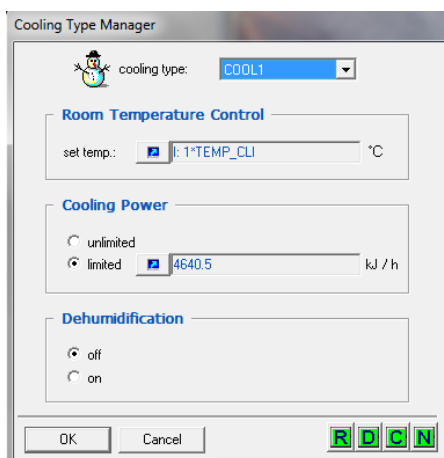 Cooling Type Manager
cooling type: COOL1
Room Temperature Control
set temp.: I: 1*TEMP_CLI °C
Cooling Power
unlimited
limited 4640.5 kJ / h
Dehumidification
off
on
OK Cancel R D C N